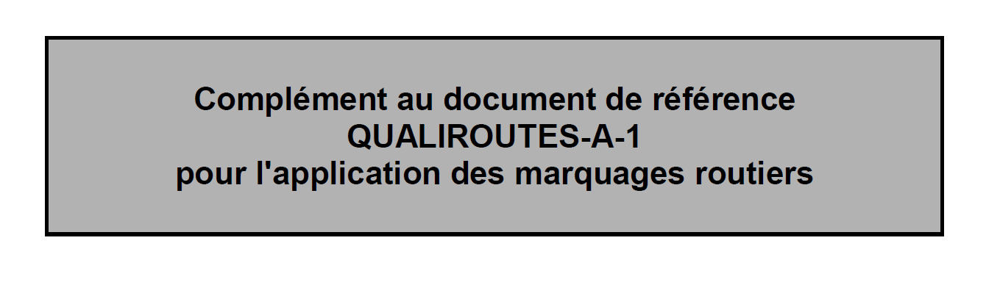 Complément au document de référence
QUALIROUTES-A-1
pour l'application des marquages routiers